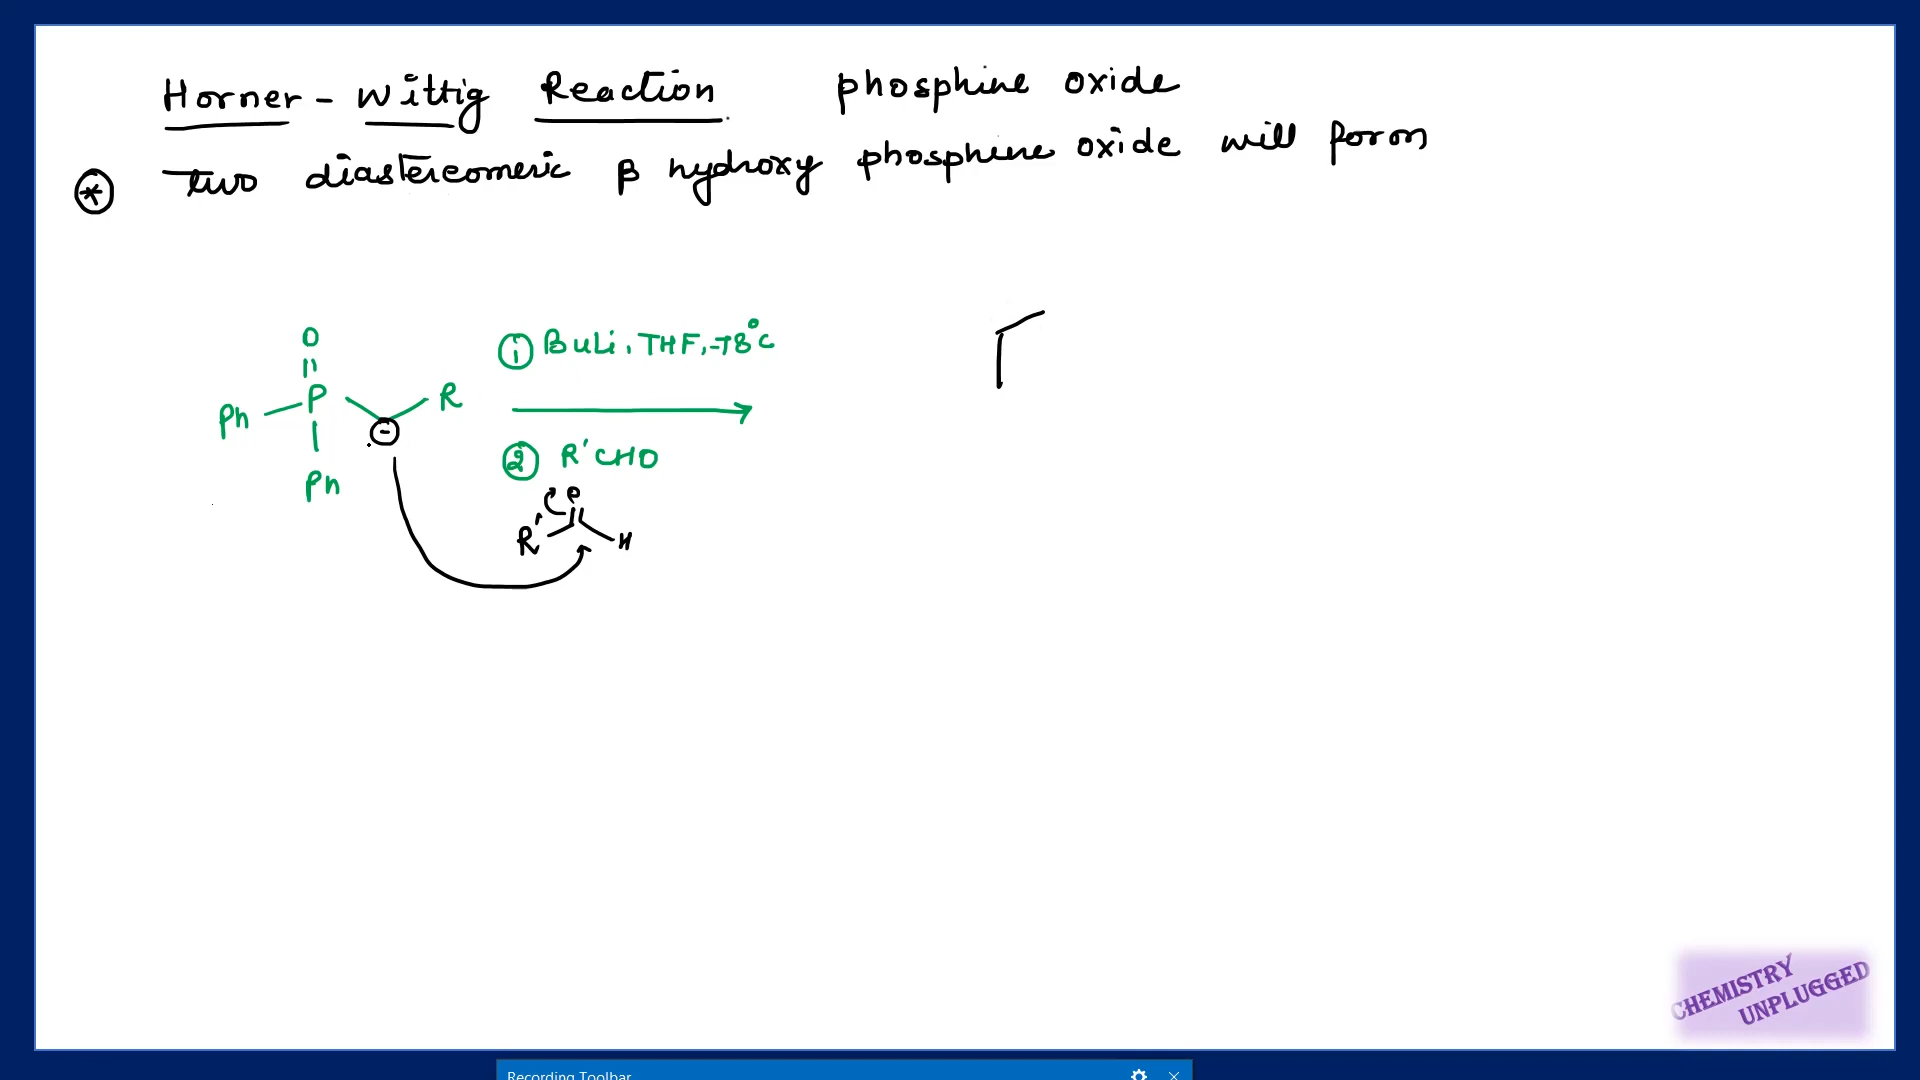 Horner - Wittig Reaction phosphine oxide
* two diastereomeric β hydroxy phosphine oxide will form
O
P
Ph
Ph
-
R
1 BuLi, THF, -78°C
2 R'CHO
O
R'
H
CHEMISTRY
UNPLUGGED
Recording Toolbar